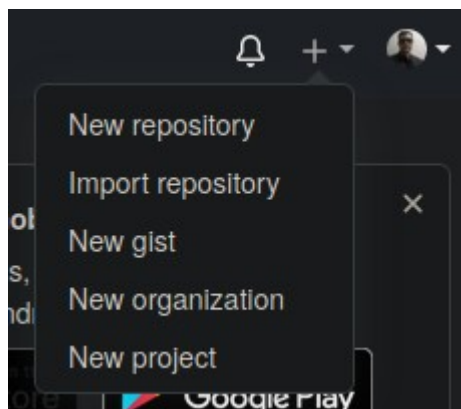 New repository
Import repository
New gist
New organization
New project
Google Play